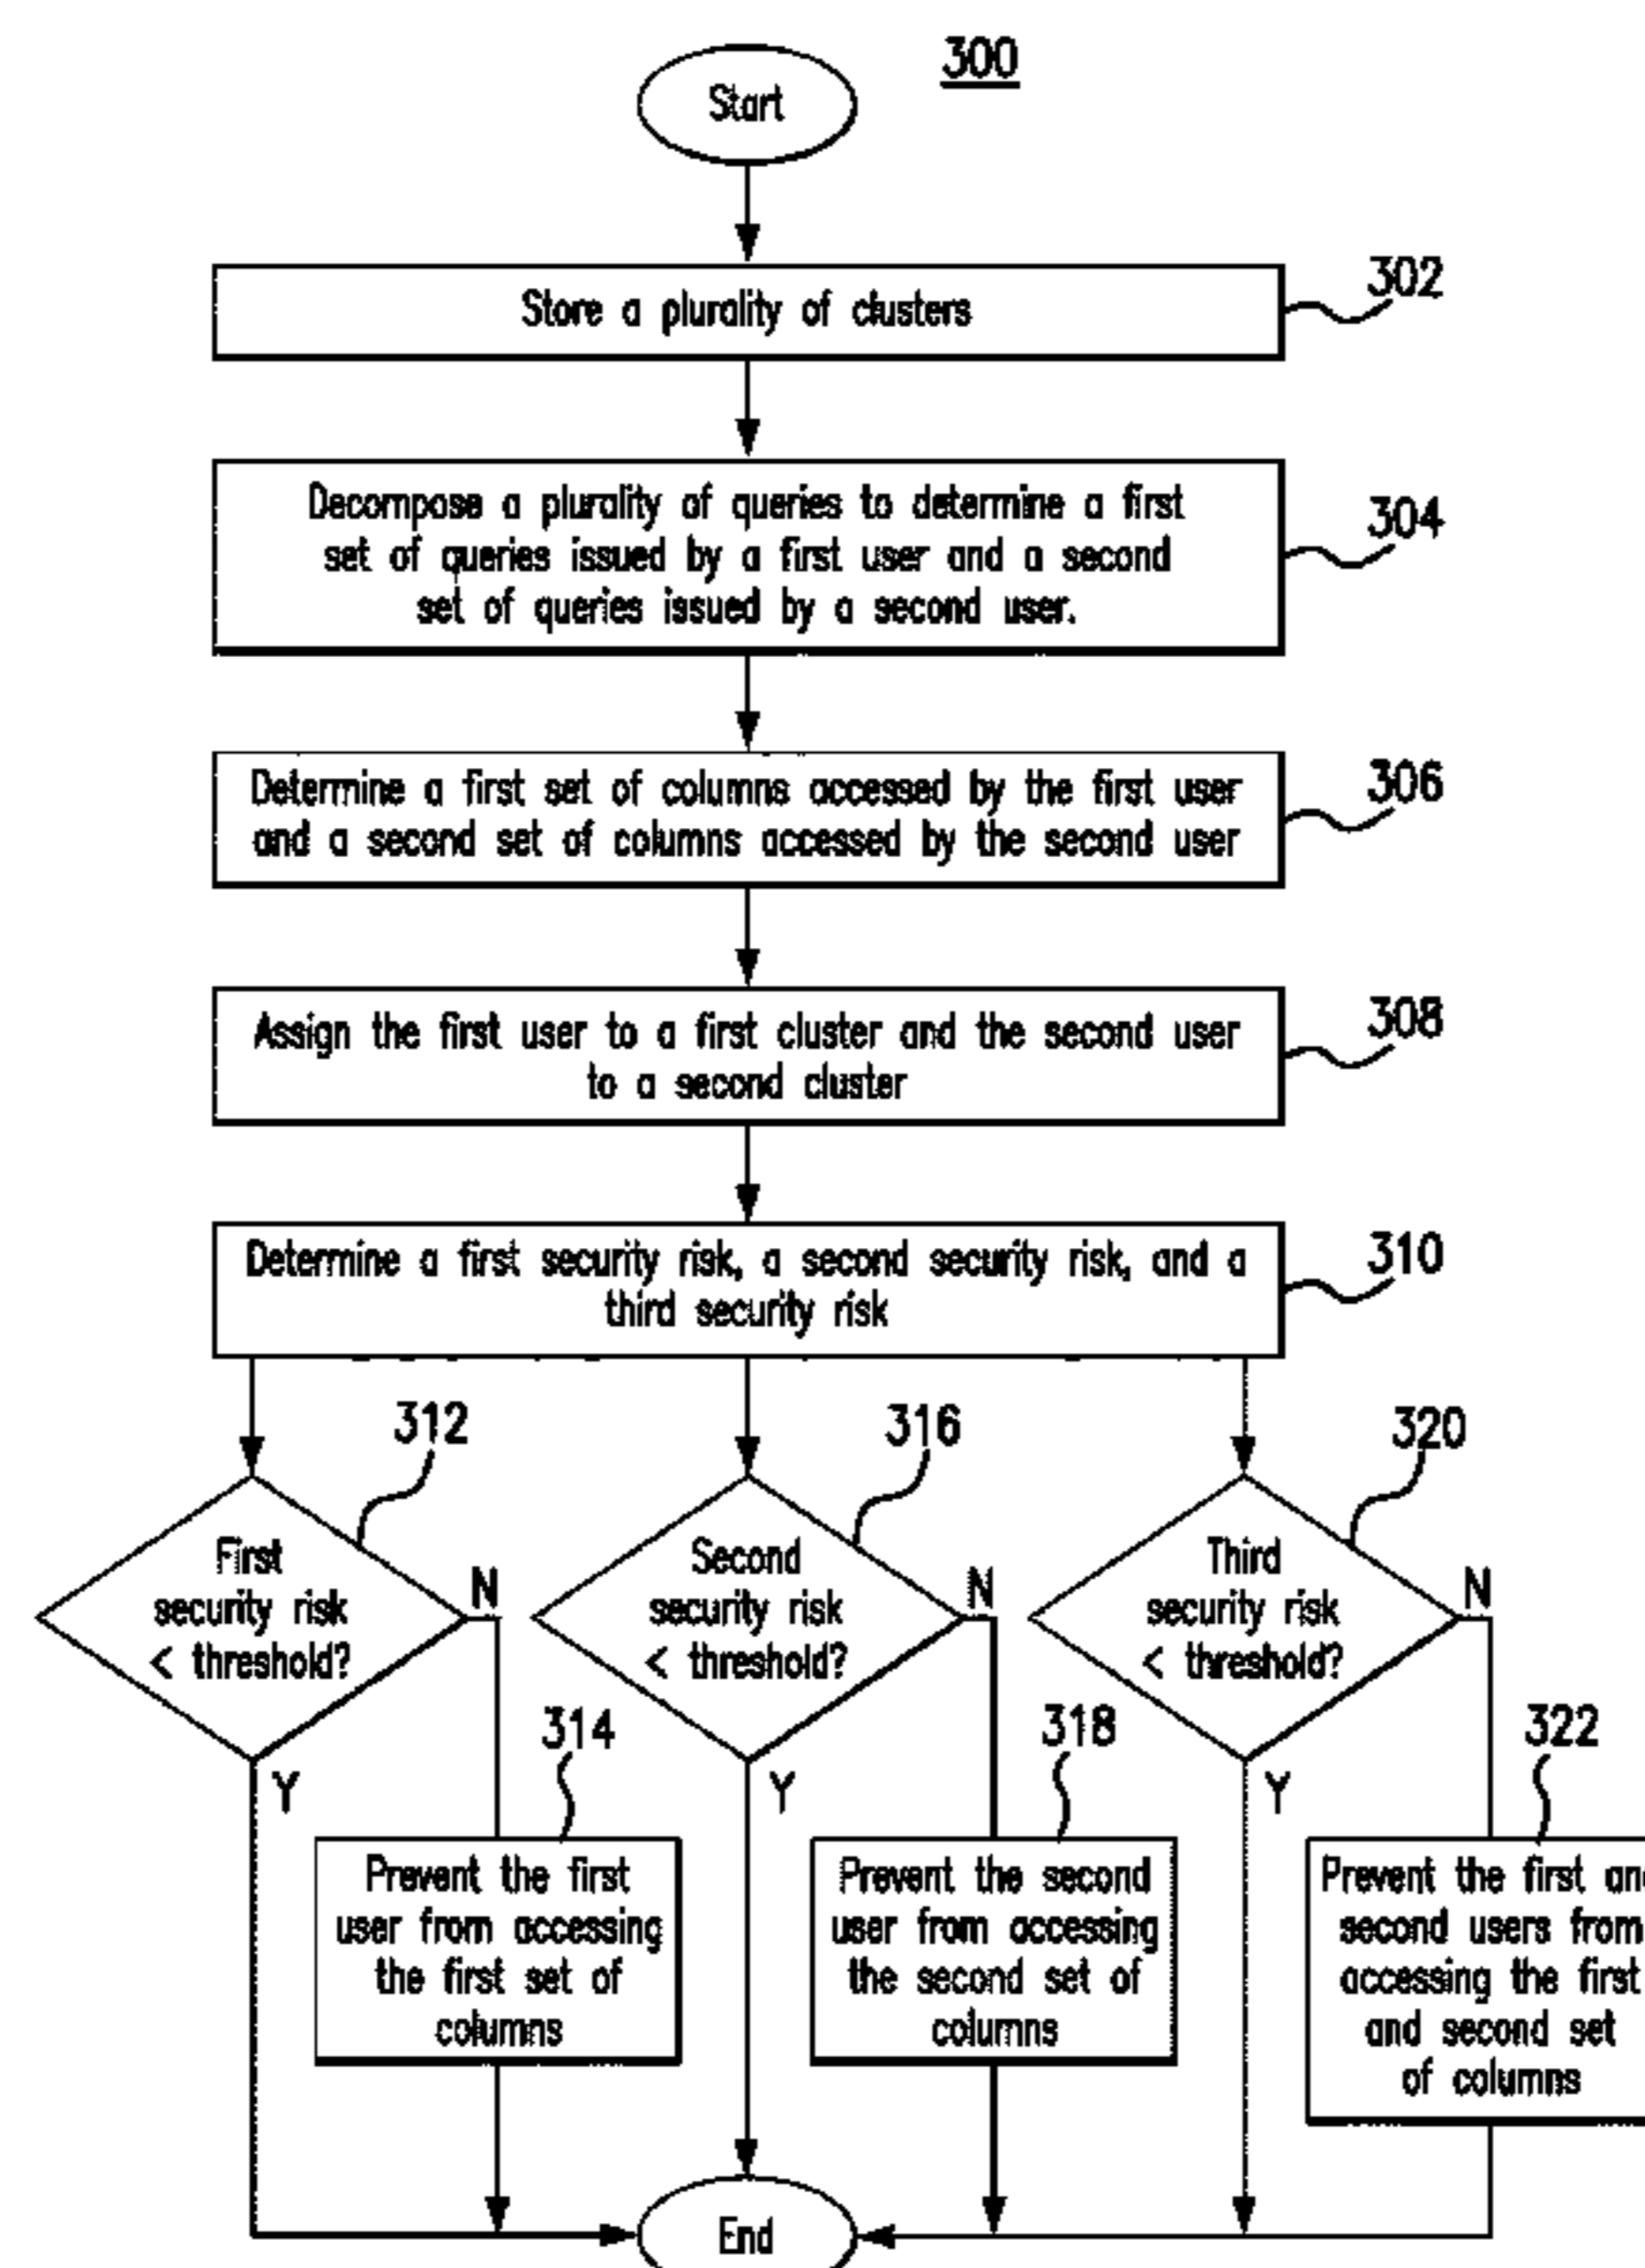 300
Start
Store a plurality of clusters
302
Decompose a plurality of queries to determine a first
set of queries issued by a first user and a second
set of queries issued by a second user.
304
Determine a first set of columns accessed by the first user
and a second set of columns accessed by the second user
306
Assign the first user to a first cluster and the second user
to a second cluster
308
Determine a first security risk, a second security risk, and a
third security risk
310
312
First
security risk
< threshold?
N
Y
314
Prevent the first
user from accessing
the first set of
columns
316
Second
security risk
< threshold?
N
Y
318
Prevent the second
user from accessing
the second set of
columns
320
Third
security risk
< threshold?
N
Y
322
Prevent the first an
second users from
accessing the first
and second set
of columns
End